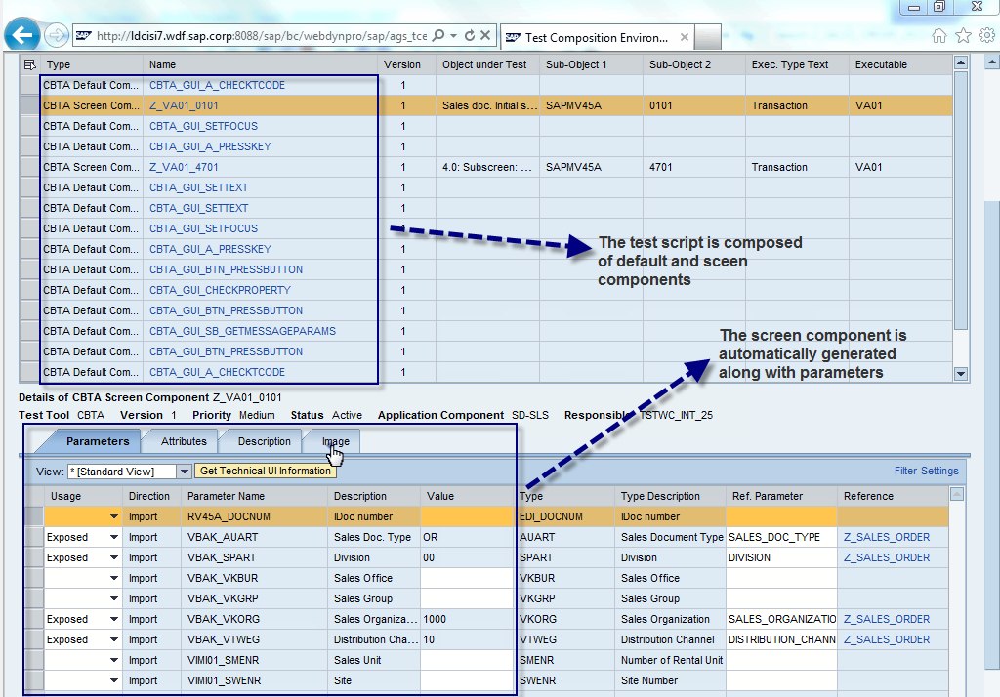 http://ldcisi7.wdf.sap.corp:8088/sap/bc/webdynpro/sap/ags_tce
SAP Test Composition Environ...
Type Name Version Object under Test Sub-Object 1 Sub-Object 2 Exec. Type Text Executable
CBTA Default Com... CBTA_GUI_A_CHECKTCODE 1
CBTA Screen Com... Z_VA01_0101 1 Sales doc. Initial s... SAPMV45A 0101 Transaction VA01
CBTA Default Com... CBTA_GUI_SETFOCUS 1
CBTA Default Com... CBTA_GUI_A_PRESSKEY 1
CBTA Screen Com... Z_VA01_4701 1 4.0: Subscreen: ... SAPMV45A 4701 Transaction VA01
CBTA Default Com... CBTA_GUI_SETTEXT 1
CBTA Default Com... CBTA_GUI_SETTEXT 1
CBTA Default Com... CBTA_GUI_SETFOCUS
CBTA Default Com... CBTA_GUI_A_PRESSKEY 1
CBTA Default Com... CBTA_GUI_BTN_PRESSBUTTON 1
CBTA Default Com... CBTA_GUI_CHECKPROPERTY 1
CBTA Default Com... CBTA_GUI_BTN_PRESSBUTTON 1
CBTA Default Com... CBTA_GUI_SB_GETMESSAGEPARAMS 1
CBTA Default Com... CBTA_GUI_BTN_PRESSBUTTON 1
CBTA Default Com... CBTA_GUI_A_CHECKTCODE 1
The test script is composed
of default and sceen
components
The screen component is
automatically generated
along with parameters
Details of CBTA Screen Component Z_VA01_0101
Test Tool CBTA Version 1 Priority Medium Status Active Application Component SD-SLS Responsible TSTWC_INT_25
Parameters Attributes Description Image
View: * [Standard View] Get Technical UI Information Filter Settings
Usage Direction Parameter Name Description Value Type Type Description Ref. Parameter Reference
Import RV45A_DOCNUM IDoc number EDI_DOCNUM IDoc number
Exposed Import VBAK_AUART Sales Doc. Type OR AUART Sales Document Type SALES_DOC_TYPE Z_SALES_ORDER
Exposed Import VBAK_SPART Division 00 SPART Division DIVISION Z_SALES_ORDER
Import VBAK_VKBUR Sales Office VKBUR Sales Office
Import VBAK_VKGRP Sales Group VKGRP Sales Group
Exposed Import VBAK_VKORG Sales Organiza... 1000 VKORG Sales Organization SALES_ORGANIZATIO Z_SALES_ORDER
Exposed Import VBAK_VTWEG Distribution Cha... 10 VTWEG Distribution Channel DISTRIBUTION_CHANN Z_SALES_ORDER
Import VIMI01_SMENR Sales Unit SMENR Number of Rental Unit
Import VIMI01_SWENR Site SWENR Site Number